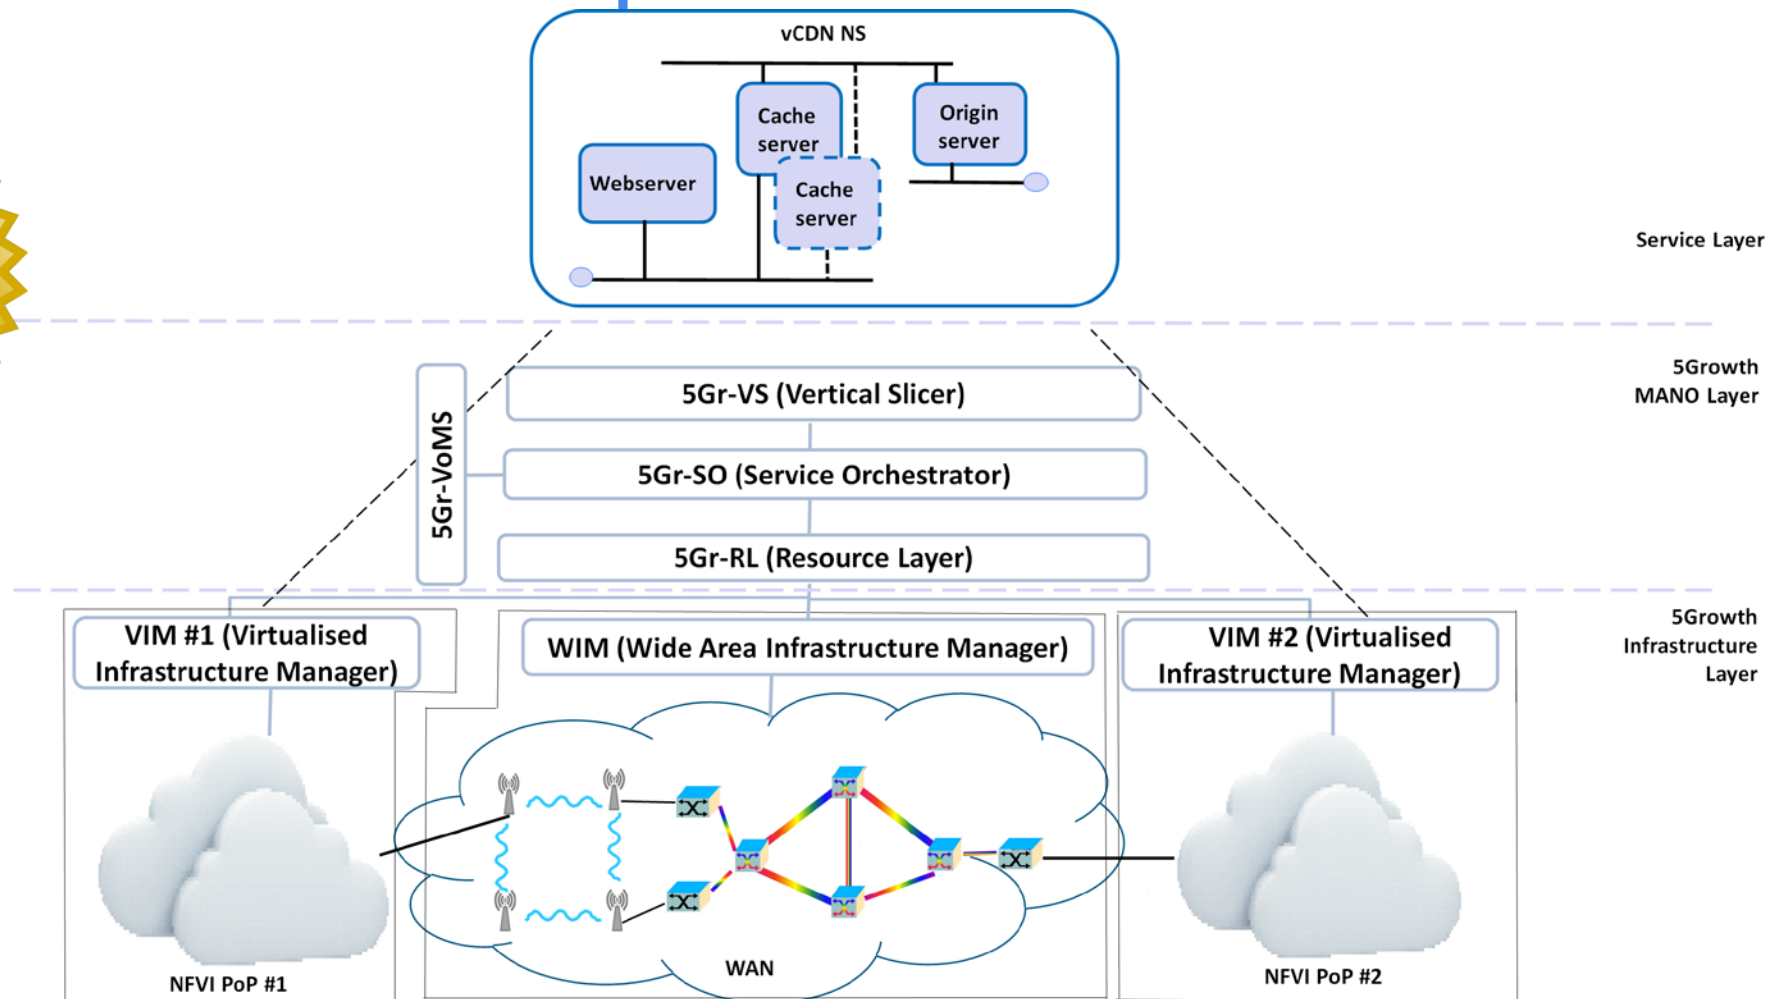 vCDN NS
Cache
server
Origin
server
Webserver
Cache
server
Service Layer
5Growth
MANO Layer
5Gr-VoMS
5Gr-VS (Vertical Slicer)
5Gr-SO (Service Orchestrator)
5Gr-RL (Resource Layer)
5Growth
Infrastructure
Layer
VIM #1 (Virtualised
Infrastructure Manager)
WIM (Wide Area Infrastructure Manager)
VIM #2 (Virtualised
Infrastructure Manager)
WAN
NFVI PoP #1
NFVI PoP #2